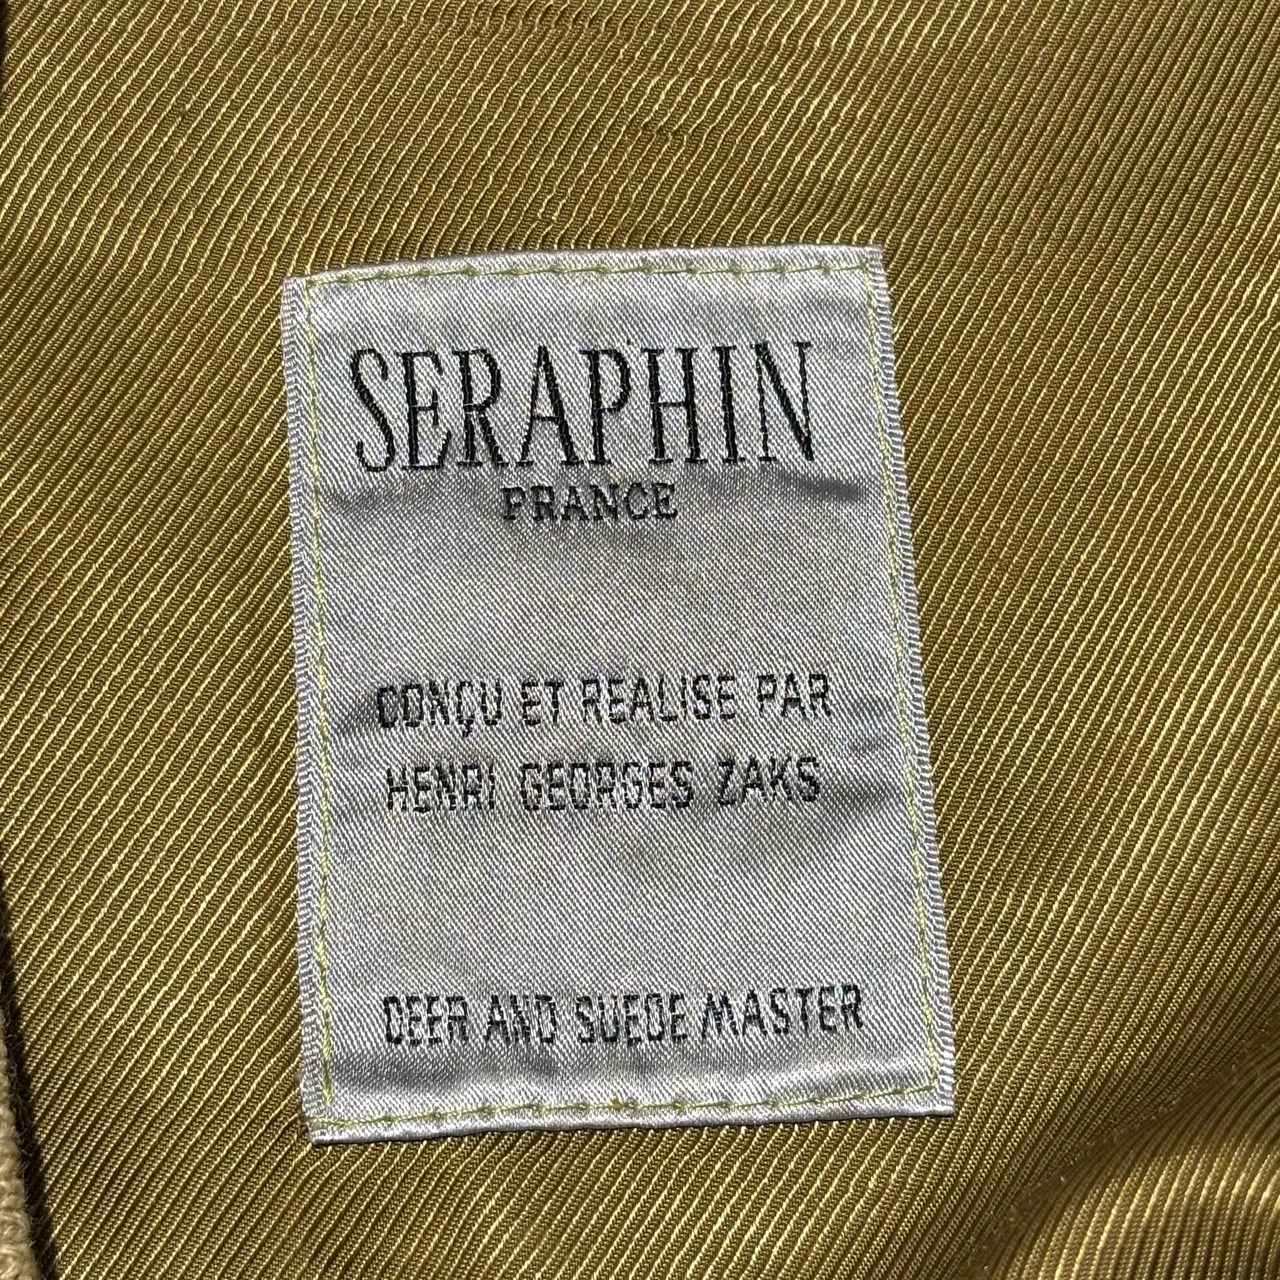 SERAPHIN
FRANCE
CONÇU ET REALISE PAR
HENRI GEORGES ZAKS
DEER AND SUEDE MASTER